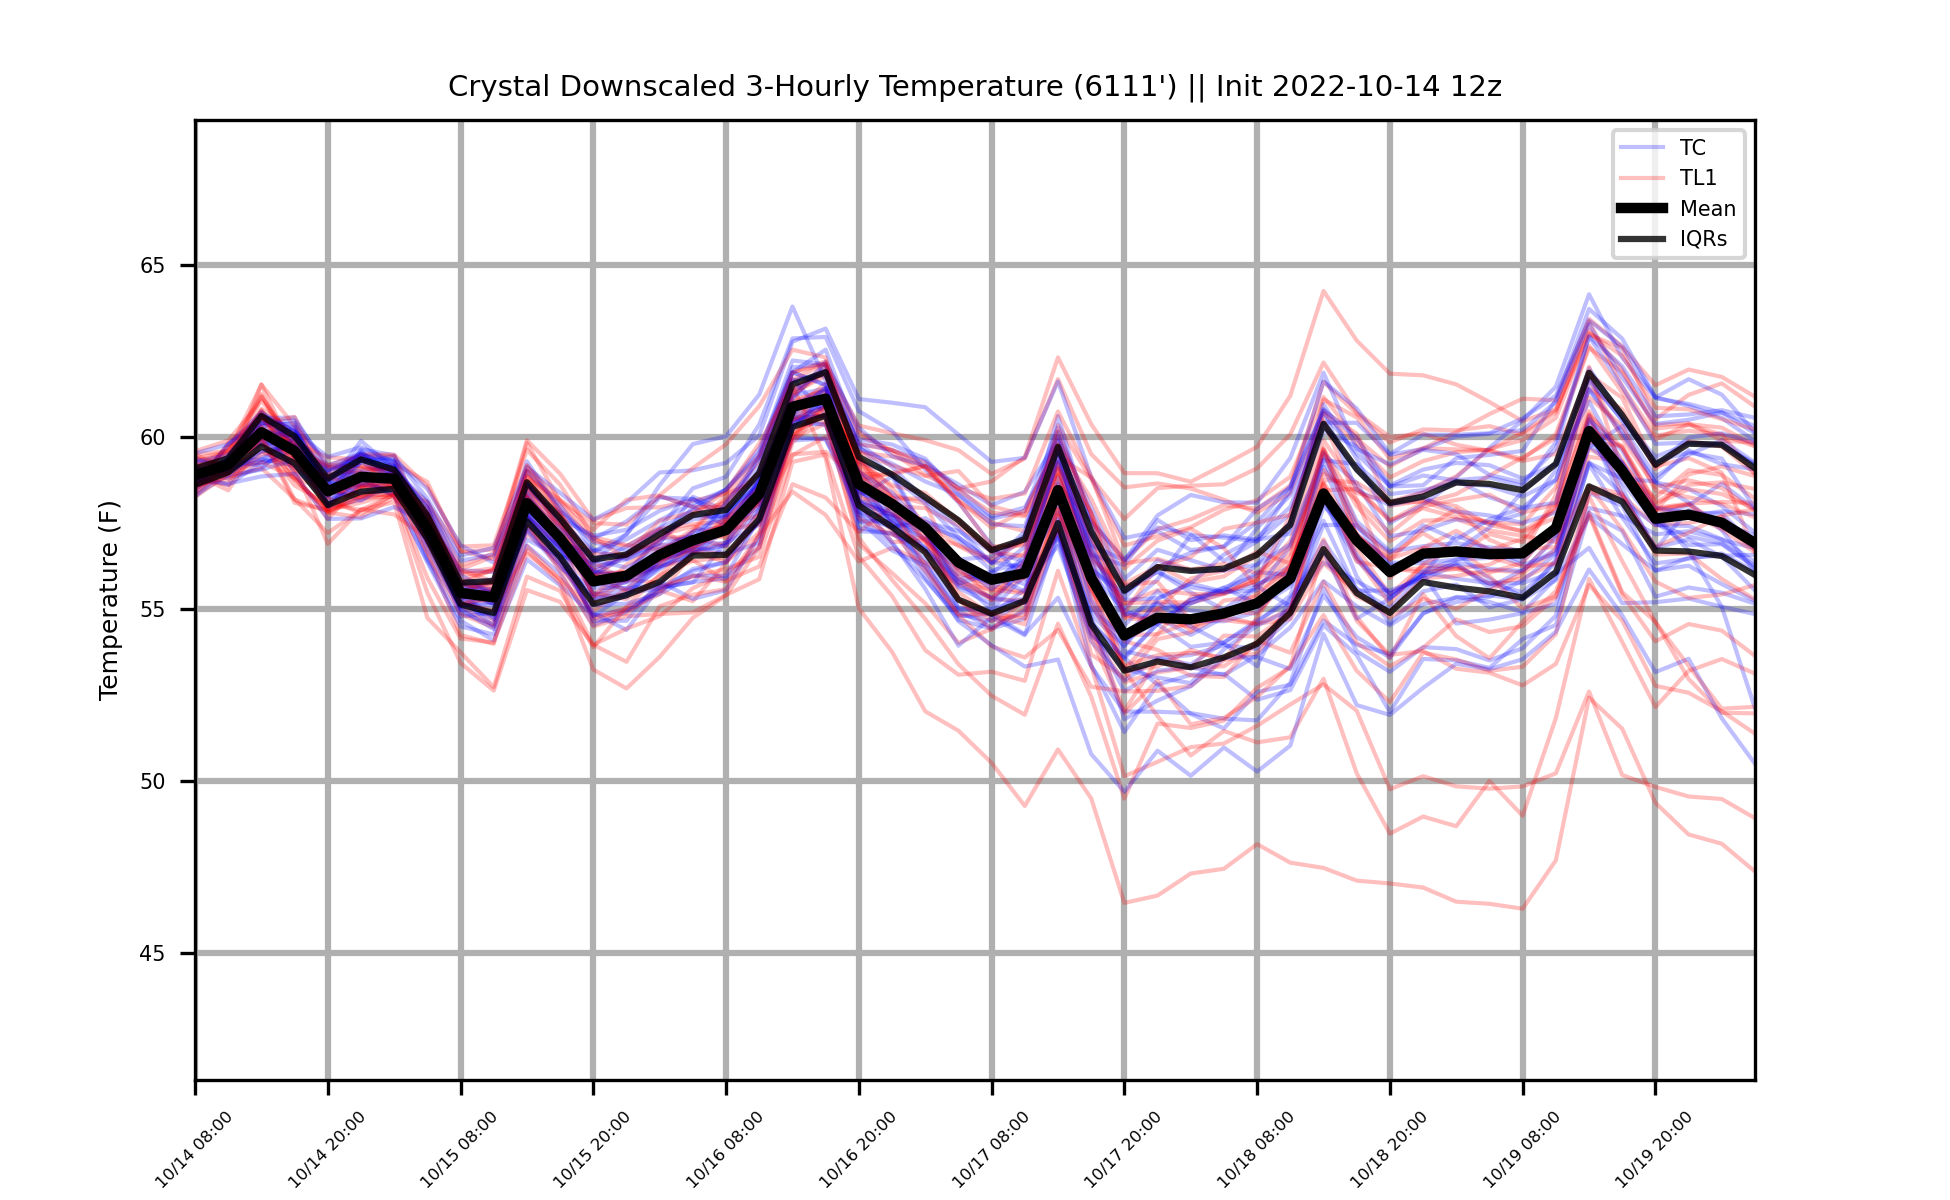 Crystal Downscaled 3-Hourly Temperature (6111') || Init 2022-10-14 12z
TC
TL1
Mean
IQRs
Temperature (F)
65
60
55
50
45
10/14 08:00
10/14 20:00
10/15 08:00
10/15 20:00
10/16 08:00
10/16 20:00
10/17 08:00
10/17 20:00
10/18 08:00
10/18 20:00
10/19 08:00
10/19 20:00